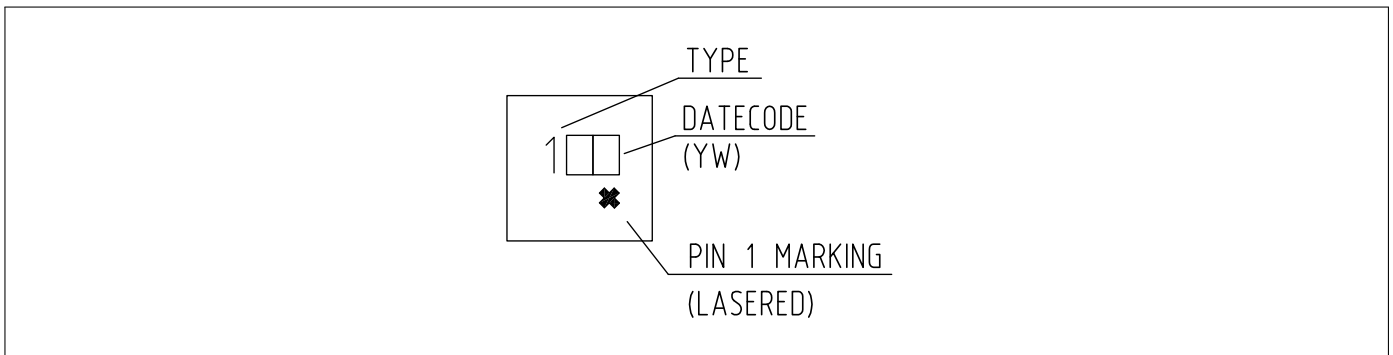 TYPE
DATECODE
(YW)
1
PIN 1 MARKING
(LASERED)